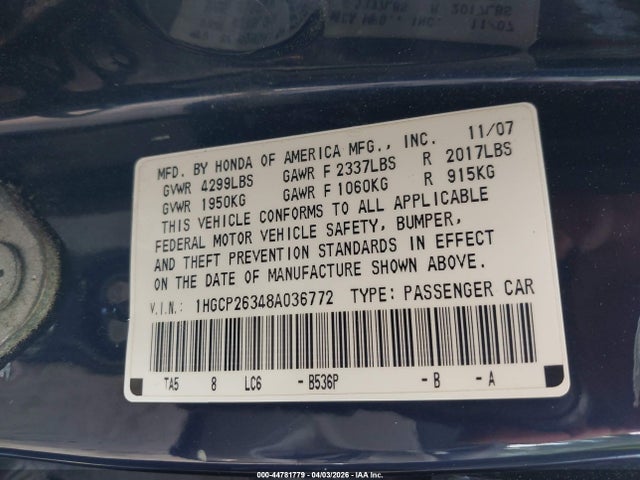 MFD. BY HONDA OF AMERICA MFG., INC. 11/07
GVWR 4299LBS GAWR F 2337LBS R 2017LBS
GVWR 1950KG GAWR F 1060KG R 915KG
THIS VEHICLE CONFORMS TO ALL APPLICABLE
FEDERAL MOTOR VEHICLE SAFETY, BUMPER,
AND THEFT PREVENTION STANDARDS IN EFFECT
ON THE DATE OF MANUFACTURE SHOWN ABOVE.
V.I.N.: 1HGCP26348A036772 TYPE: PASSENGER CAR
TA5 8 LC6 -B536P -B -A
000-44781779 | 04/03/2026 | IAA Inc.